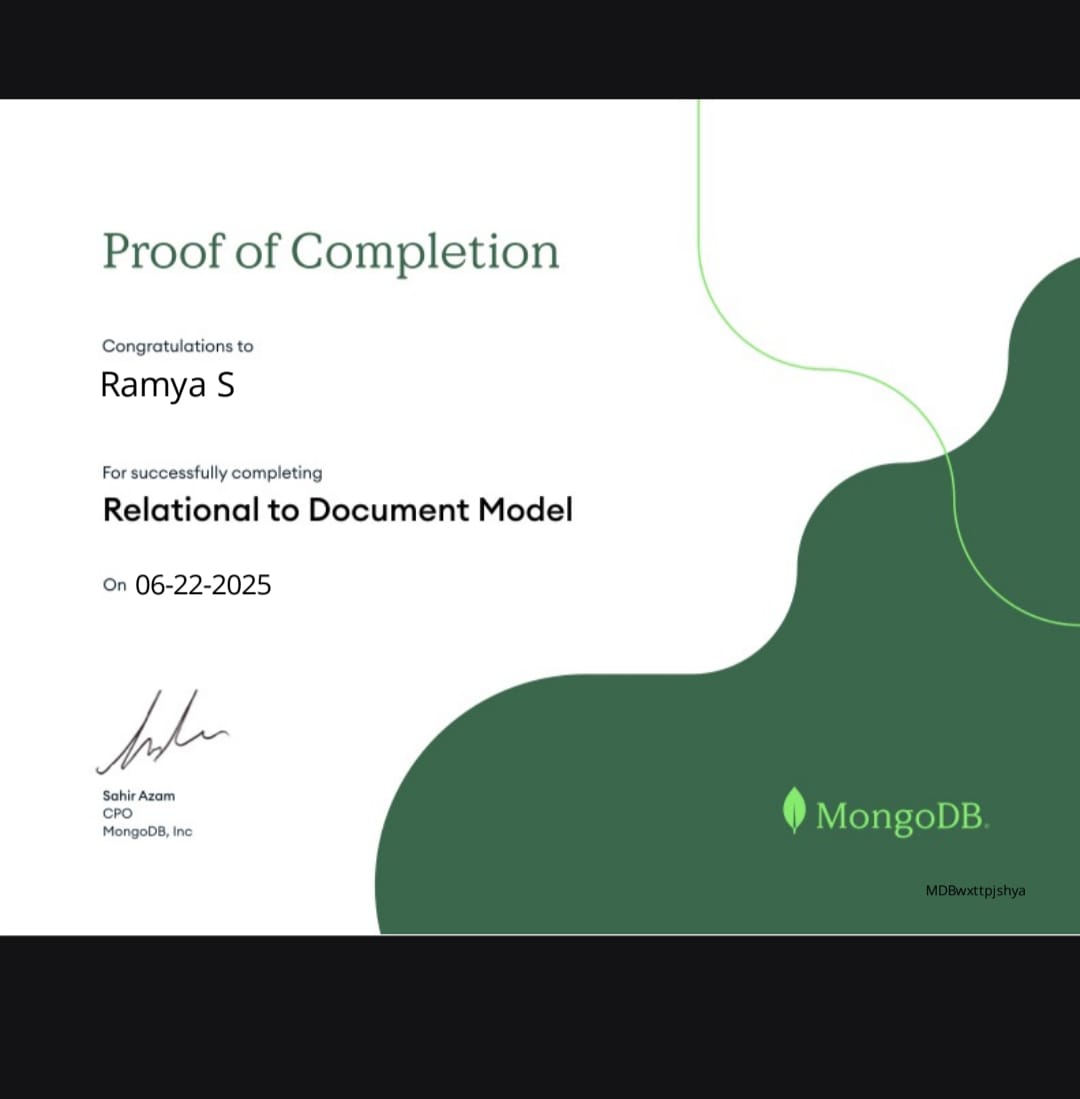 Proof of Completion
Congratulations to
Ramya S
For successfully completing
Relational to Document Model
On 06-22-2025
Sahir Azam
CPO
MongoDB, Inc
MongoDB®
MDBwxttpjshya